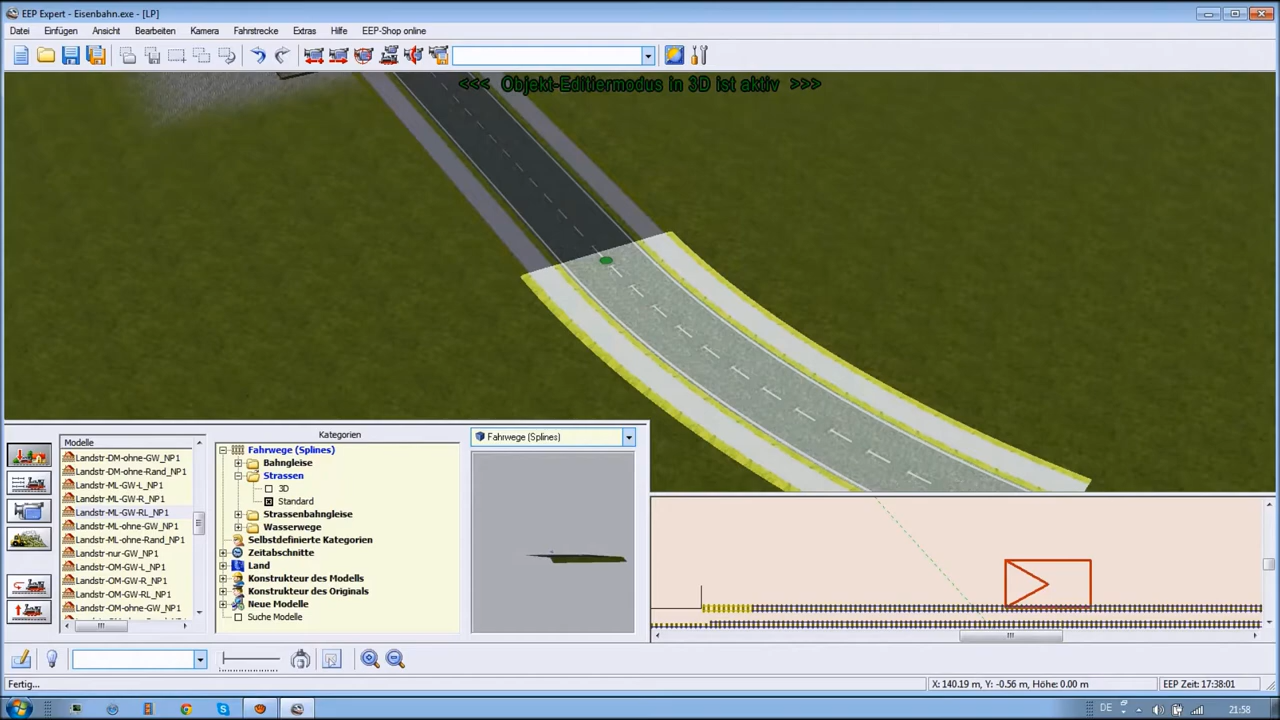 EEP Expert - Eisenbahn.exe - [LP]
Datei Einfügen Ansicht Bearbeiten Kamera Fahrstrecke Extras Hilfe EEP-Shop online
<<< Objekt-Editiermodus in 3D ist aktiv >>>
Modelle
Landstr-DM-ohne-GW_NP1
Landstr-DM-ohne-Rand_NP1
Landstr-ML-GW-L_NP1
Landstr-ML-GW-R_NP1
Landstr-ML-GW-RL_NP1
Landstr-ML-ohne-GW_NP1
Landstr-ML-ohne-Rand_NP1
Landstr-nur-GW_NP1
Landstr-OM-GW-L_NP1
Landstr-OM-GW-R_NP1
Landstr-OM-GW-RL_NP1
Landstr-OM-ohne-GW_NP1
Kategorien
Fahrwege (Splines)
Bahngleise
Strassen
3D
Standard
Strassenbahngleise
Wasserwege
Selbstdefinierte Kategorien
Zeitabschnitte
Land
Konstrukteur des Modells
Konstrukteur des Originals
Neue Modelle
Suche Modelle
Fahrwege (Splines)
Fertig...
X: 140.19 m, Y: -0.56 m, Höhe: 0.00 m
EEP Zeit: 17:38:01
DE
21:58